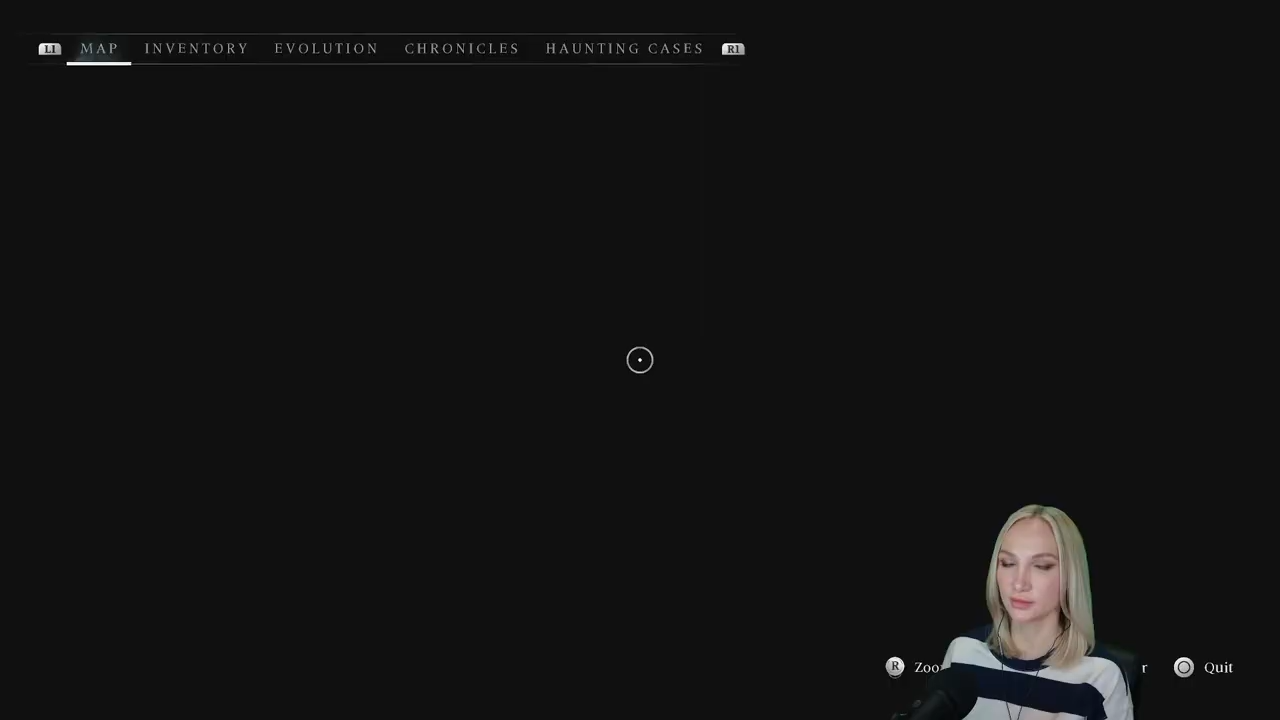 L1 MAP INVENTORY EVOLUTION CHRONICLES HAUNTING CASES R1
R Quit